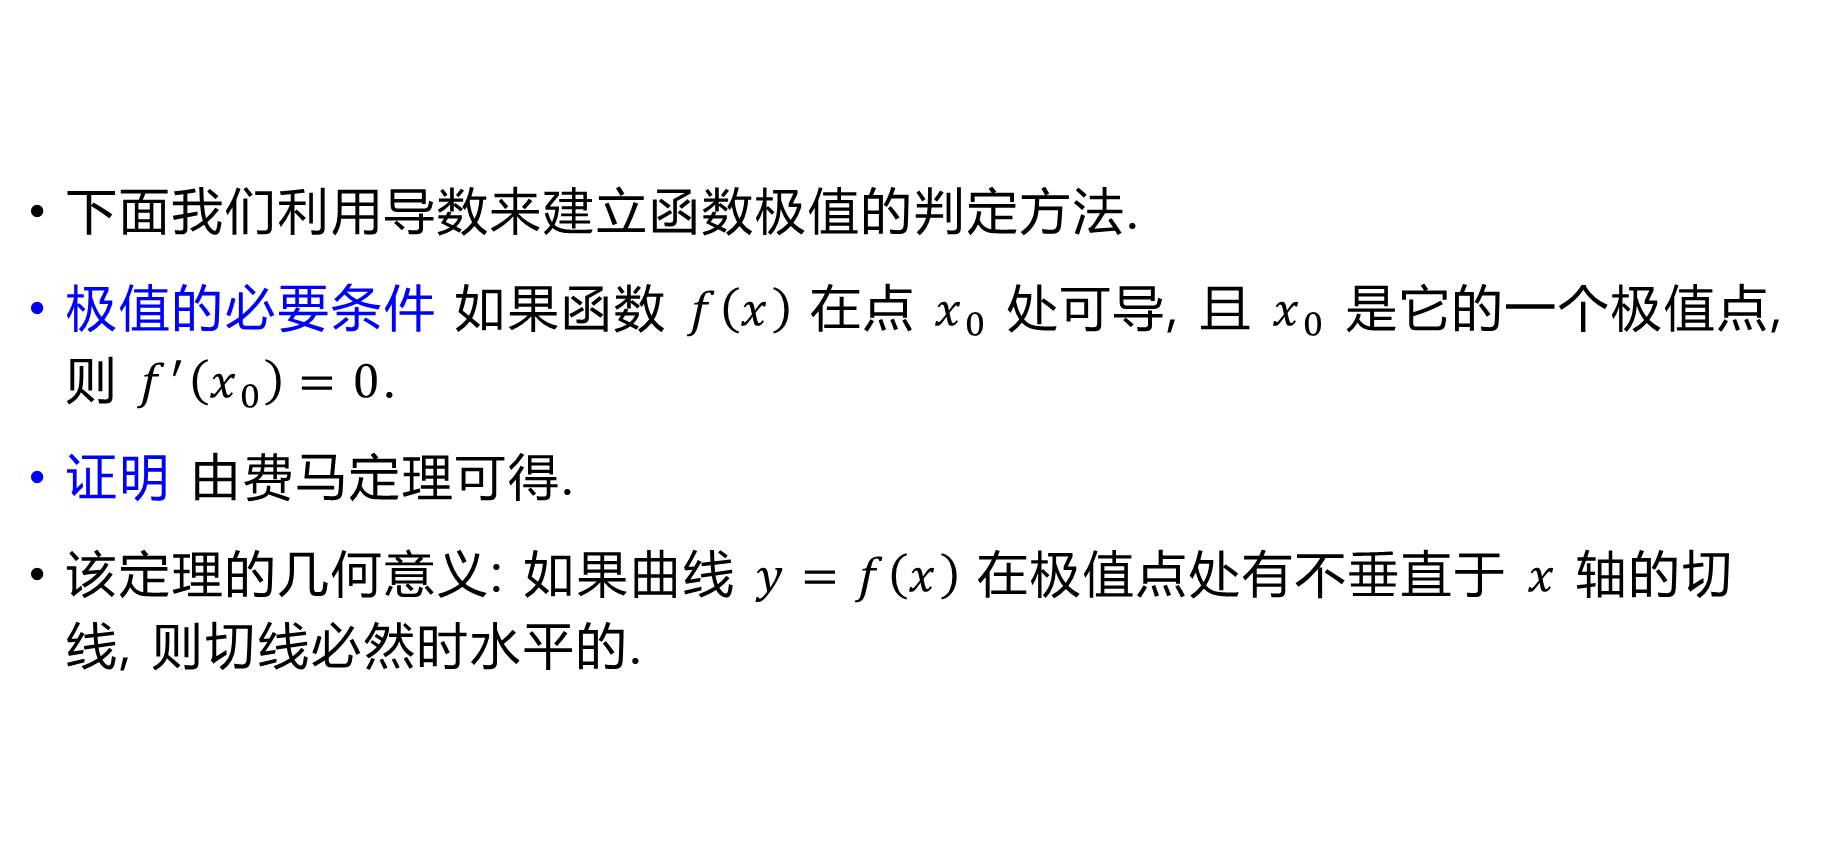 • 下面我们利用导数来建立函数极值的判定方法.
• 极值的必要条件 如果函数 f(x) 在点 x₀ 处可导, 且 x₀ 是它的一个极值点,
则 f′(x₀) = 0.
• 证明 由费马定理可得.
• 该定理的几何意义: 如果曲线 y = f(x) 在极值点处有不垂直于 x 轴的切
线, 则切线必然时水平的.